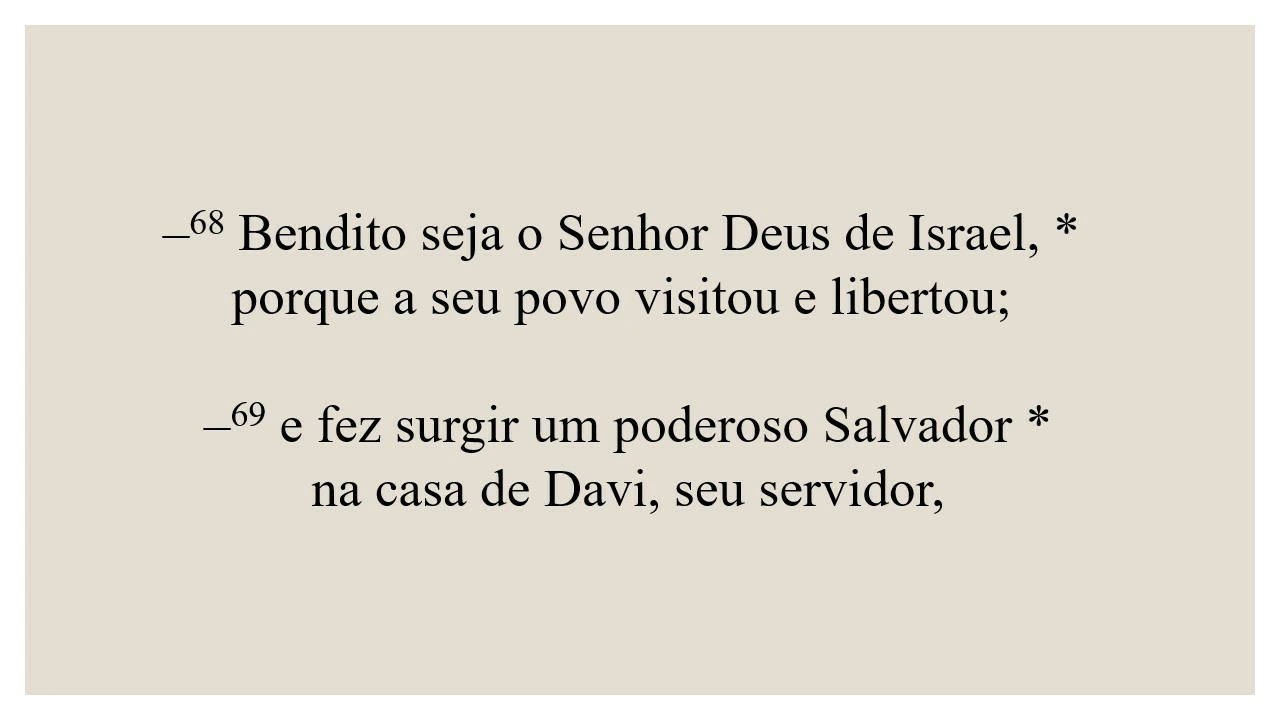 –⁶⁸ Bendito seja o Senhor Deus de Israel, *
porque a seu povo visitou e libertou;
–⁶⁹ e fez surgir um poderoso Salvador *
na casa de Davi, seu servidor,